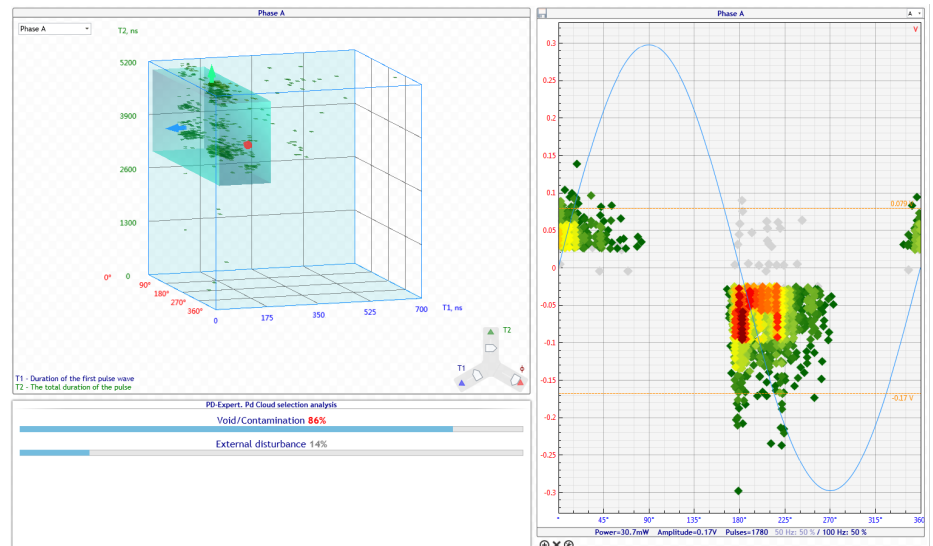 Phase A
Phase A
T2, ns
5200
3900
2600
1300
0
0°
90°
180°
270°
360°
0
175
350
525
700
T1, ns
T2
T1
T1 - Duration of the first pulse wave
T2 - The total duration of the pulse
PD-Expert. Pd Cloud selection analysis
Void/Contamination 86%
External disturbance 14%
Phase A
A
V
0.3
0.25
0.2
0.15
0.1
0.05
0
-0.05
-0.1
-0.15
-0.2
-0.25
-0.3
0.079
-0.17 V
°
45°
90°
135°
180°
225°
270°
315°
360
Power=30.7mW Amplitude=0.17V Pulses=1780 50 Hz: 50 % / 100 Hz: 50 %